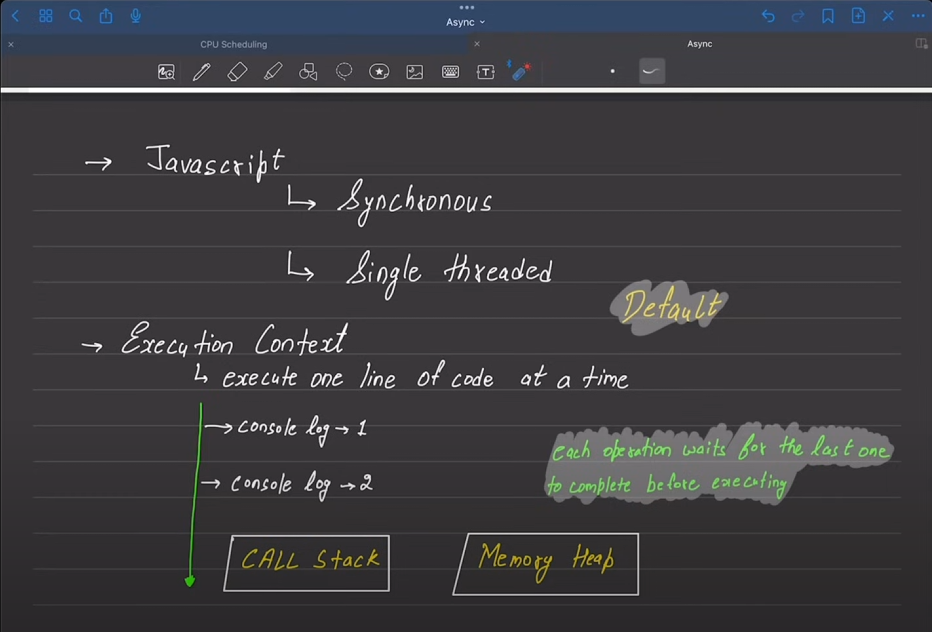 Async
CPU Scheduling
Async
→ Javascript
↳ Synchronous
↳ Single threaded
Default
→ Execution Context
↳ execute one line of code at a time
→ console log → 1
each operation waits for the last one
→ console log → 2
to complete before executing
CALL Stack
Memory Heap